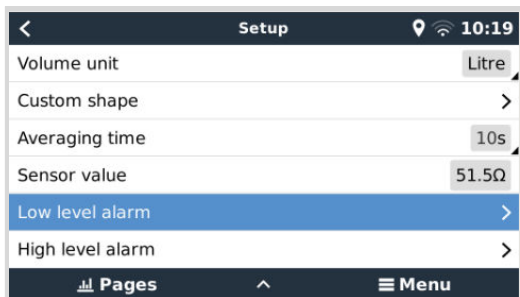 Setup 10:19
Volume unit Litre
Custom shape
Averaging time 10s
Sensor value 51.5Ω
Low level alarm
High level alarm
Pages Menu